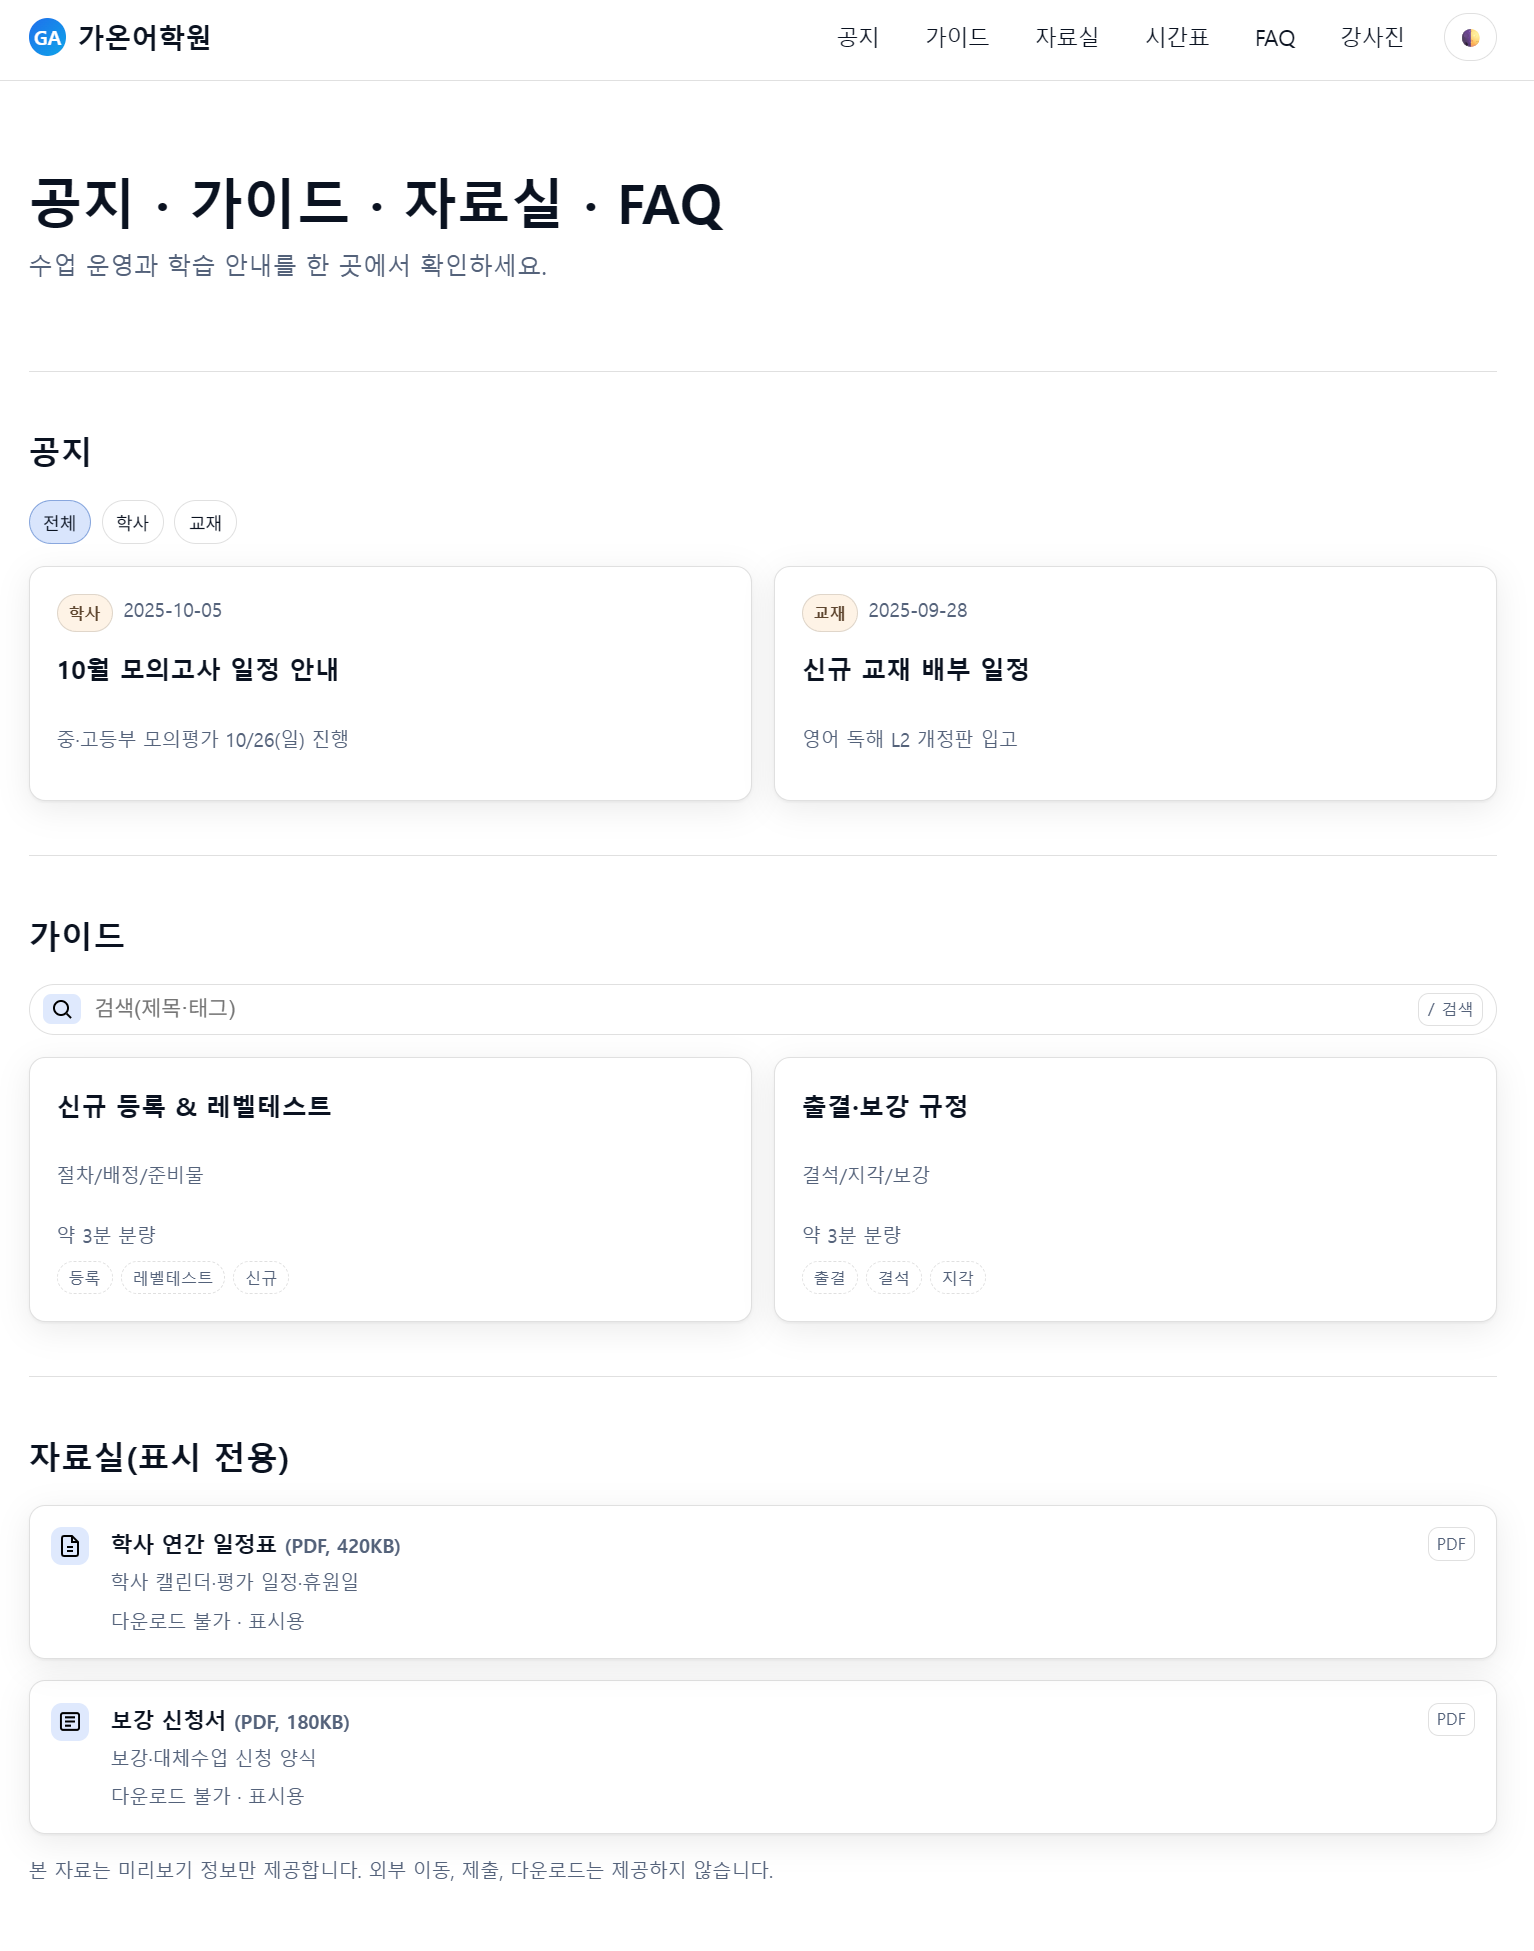 GA 가온어학원
공지 가이드 자료실 시간표 FAQ 강사진
공지 · 가이드 · 자료실 · FAQ
수업 운영과 학습 안내를 한 곳에서 확인하세요.
공지
전체 학사 교재
학사 2025-10-05
10월 모의고사 일정 안내
중·고등부 모의평가 10/26(일) 진행
교재 2025-09-28
신규 교재 배부 일정
영어 독해 L2 개정판 입고
가이드
검색(제목·태그) / 검색
신규 등록 & 레벨테스트
절차/배정/준비물
약 3분 분량
등록 레벨테스트 신규
출결·보강 규정
결석/지각/보강
약 3분 분량
출결 결석 지각
자료실(표시 전용)
학사 연간 일정표 (PDF, 420KB) PDF
학사 캘린더·평가 일정·휴원일
다운로드 불가 · 표시용
보강 신청서 (PDF, 180KB) PDF
보강·대체수업 신청 양식
다운로드 불가 · 표시용
본 자료는 미리보기 정보만 제공합니다. 외부 이동, 제출, 다운로드는 제공하지 않습니다.